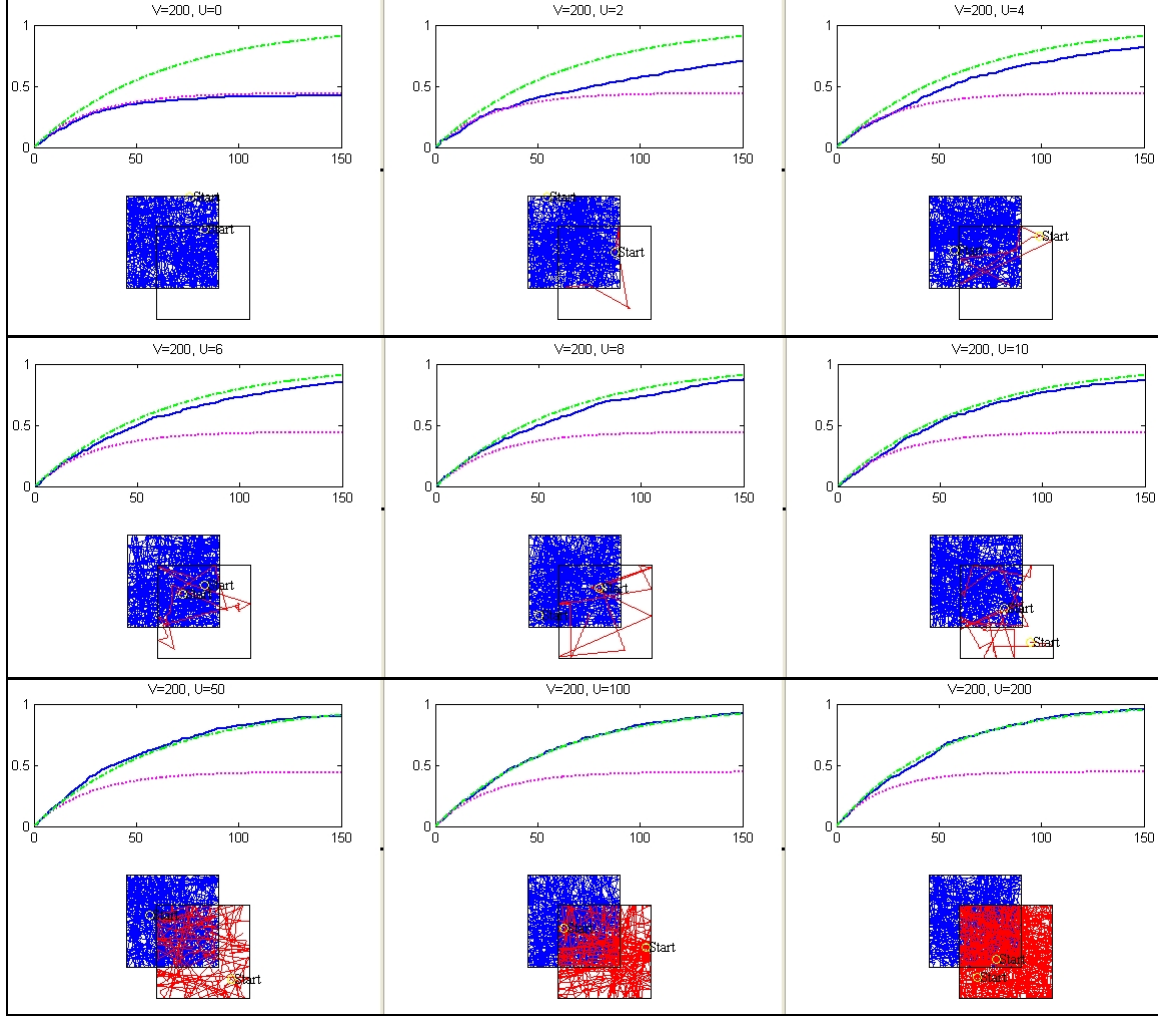 V=200, U=0
1
0.5
0
0 50 100 150
Start
Start
V=200, U=2
1
0.5
0
0 50 100 150
Start
Start
V=200, U=4
1
0.5
0
0 50 100 150
Start
Start
V=200, U=6
1
0.5
0
0 50 100 150
Start
Start
V=200, U=8
1
0.5
0
0 50 100 150
Start
Start
V=200, U=10
1
0.5
0
0 50 100 150
Start
Start
V=200, U=50
1
0.5
0
0 50 100 150
Start
Start
V=200, U=100
1
0.5
0
0 50 100 150
Start
Start
V=200, U=200
1
0.5
0
0 50 100 150
Start
Start